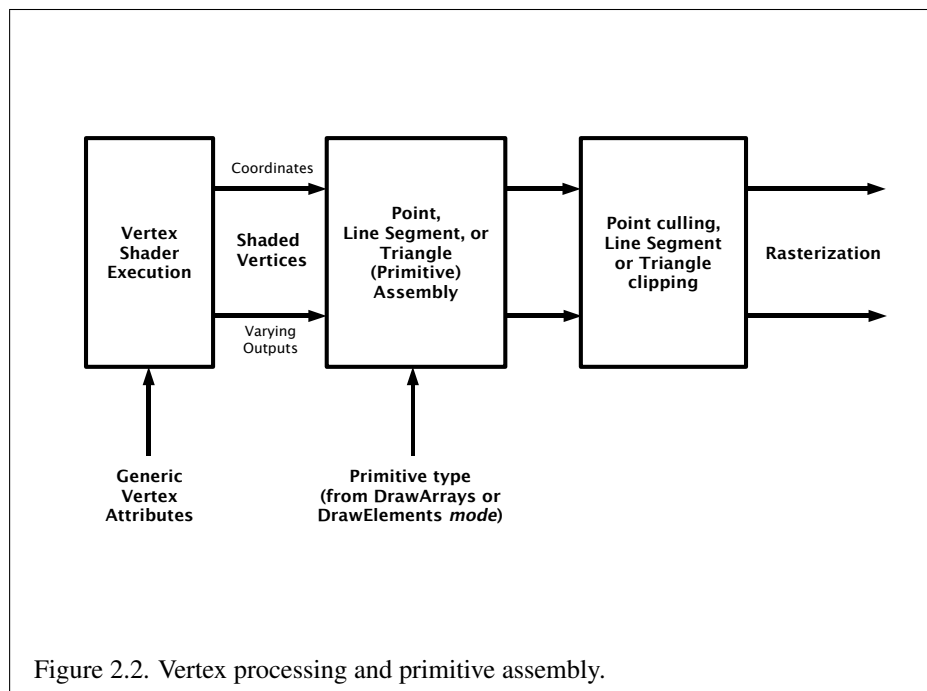 Coordinates
Vertex
Shader
Execution
Shaded
Vertices
Varying
Outputs
Point,
Line Segment, or
Triangle
(Primitive)
Assembly
Point culling,
Line Segment
or Triangle
clipping
Rasterization
Generic
Vertex
Attributes
Primitive type
(from DrawArrays or
DrawElements mode)
Figure 2.2. Vertex processing and primitive assembly.